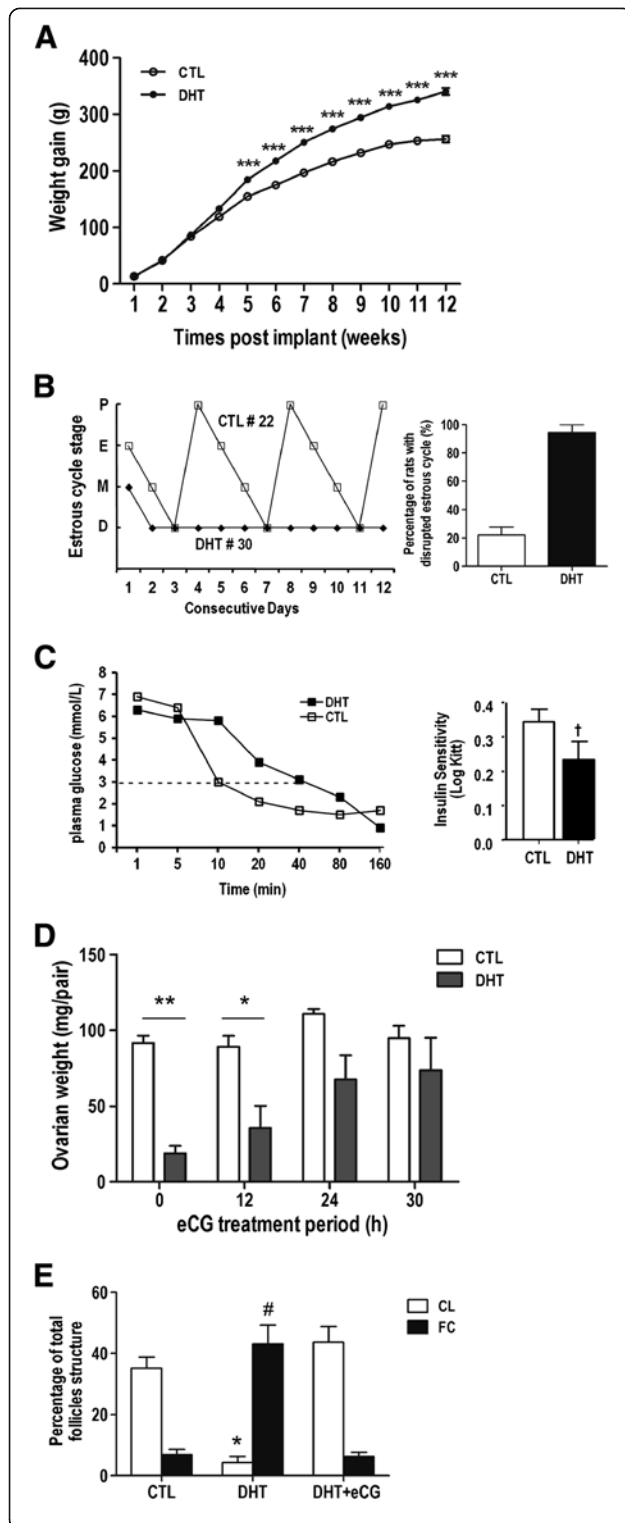 A
CTL
DHT
400
300
200
100
0
Weight gain (g)
*** *** *** *** *** *** *** ***
1 2 3 4 5 6 7 8 9 10 11 12
Times post implant (weeks)
B
P
E
M
D
Estrous cycle stage
CTL # 22
DHT # 30
1 2 3 4 5 6 7 8 9 10 11 12
Consecutive Days
Percentage of rats with
disrupted estrous cycle (%)
100
80
60
40
20
0
CTL DHT
C
plasma glucose (mmol/L)
8
7
6
5
4
3
2
1
0
DHT
CTL
1 5 10 20 40 80 160
Time (min)
Insulin Sensitivity
(Log Kitt)
0.4
0.3
0.2
0.1
0.0
†
CTL DHT
D
Ovarian weight (mg/pair)
150
100
50
0
CTL
DHT
** *
0 12 24 30
eCG treatment period (h)
E
Percentage of total
follicles structure
60
40
20
0
CL
FC
* #
CTL DHT DHT+eCG